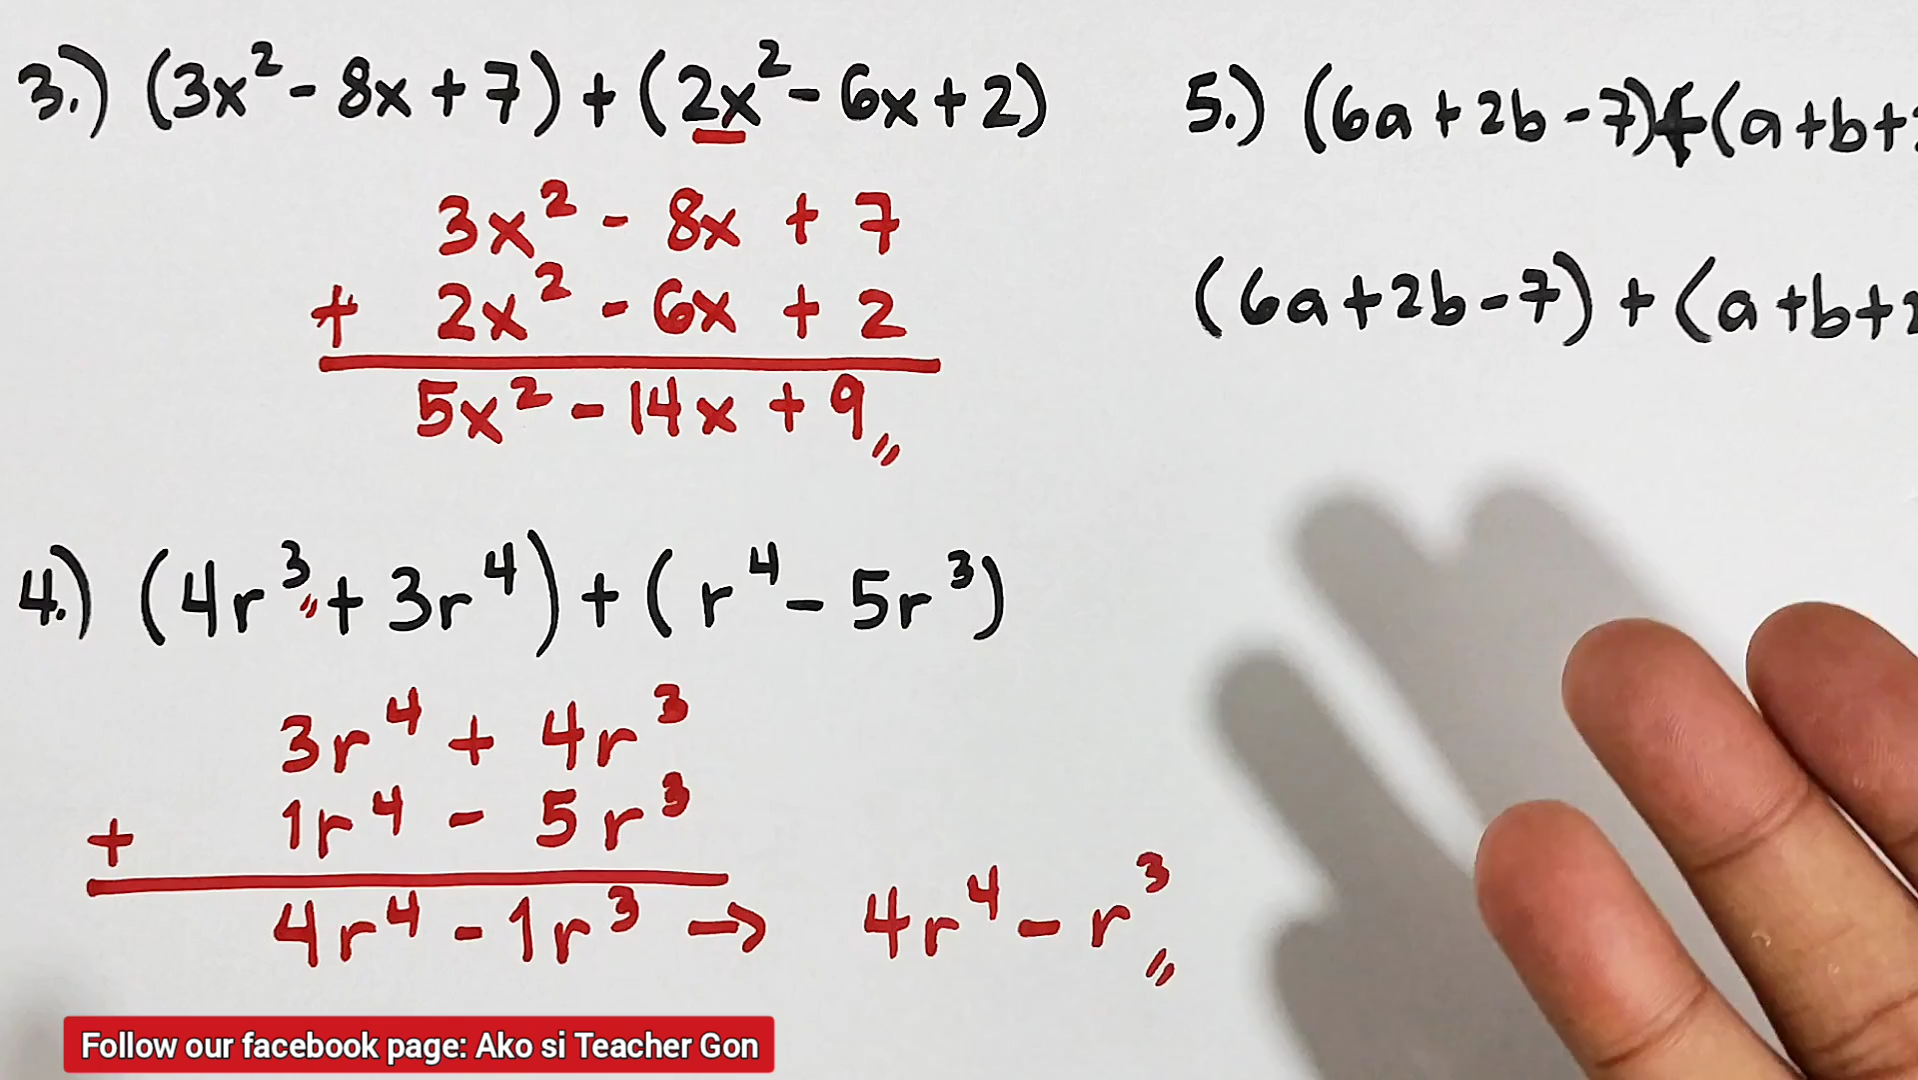 3.) (3x² - 8x + 7) + (2x² - 6x + 2)
3x² - 8x + 7
+ 2x² - 6x + 2
5x² - 14x + 9
4.) (4r³ + 3r⁴) + (r⁴ - 5r³)
3r⁴ + 4r³
+ 1r⁴ - 5r³
4r⁴ - 1r³ → 4r⁴ - r³
5.) (6a + 2b - 7) + (a + b +
(6a + 2b - 7) + (a + b +
Follow our facebook page: Ako si Teacher Gon